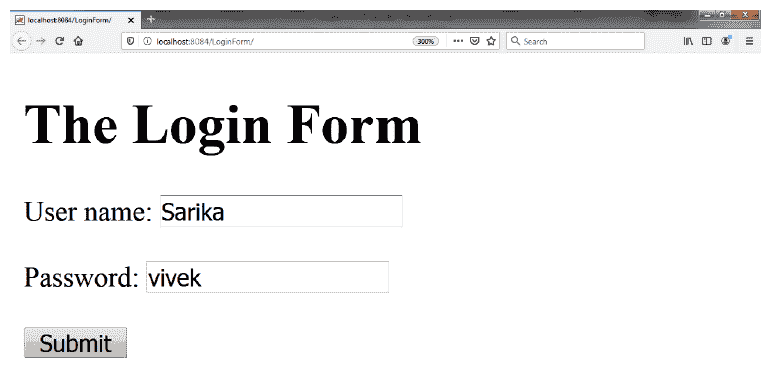 localhost:8084/LoginForm/
localhost:8084/LoginForm/ 300% Search
The Login Form
User name: Sarika
Password: vivek
Submit